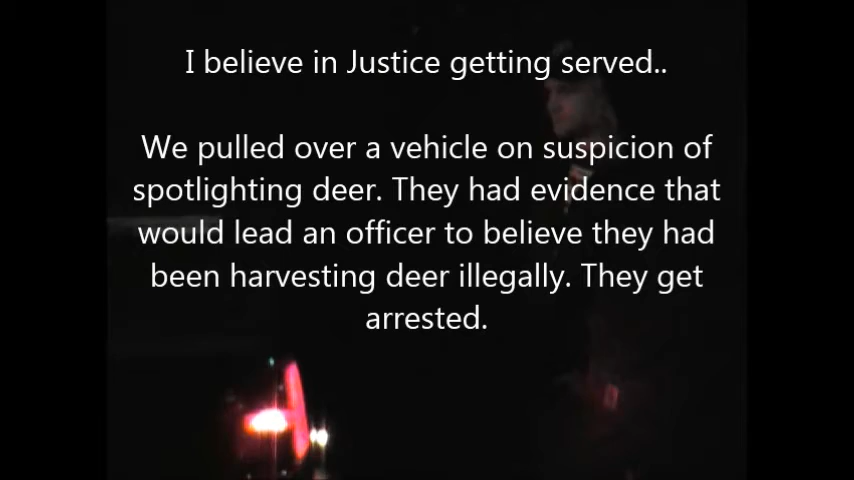 I believe in Justice getting served..
We pulled over a vehicle on suspicion of
spotlighting deer. They had evidence that
would lead an officer to believe they had
been harvesting deer illegally. They get
arrested.